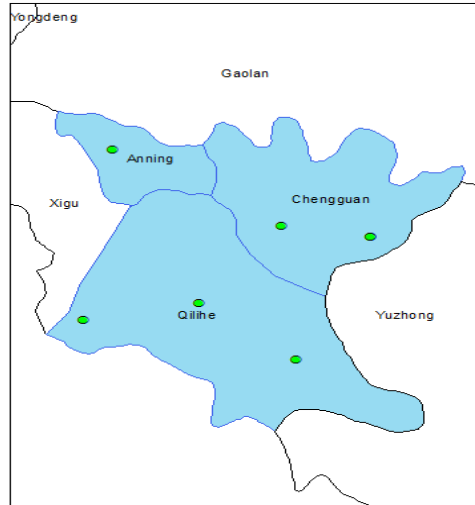 Yongdeng
Gaolan
Anning
Xigu
Chengguan
Qilihe
Yuzhong